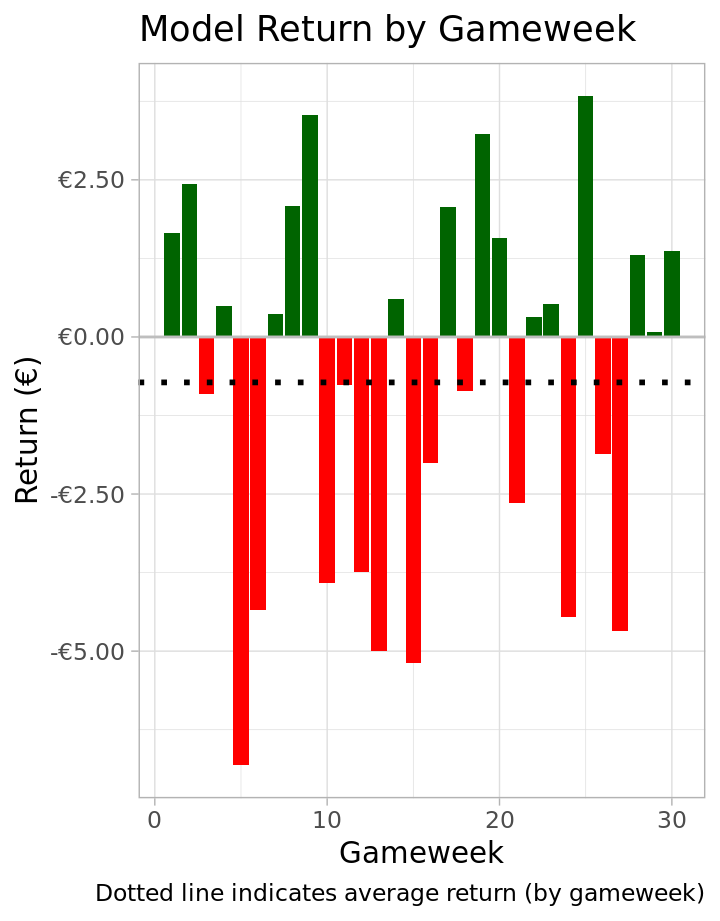 Model Return by Gameweek
€2.50
€0.00
-€2.50
-€5.00
Return (€)
0
10
20
30
Gameweek
Dotted line indicates average return (by gameweek)